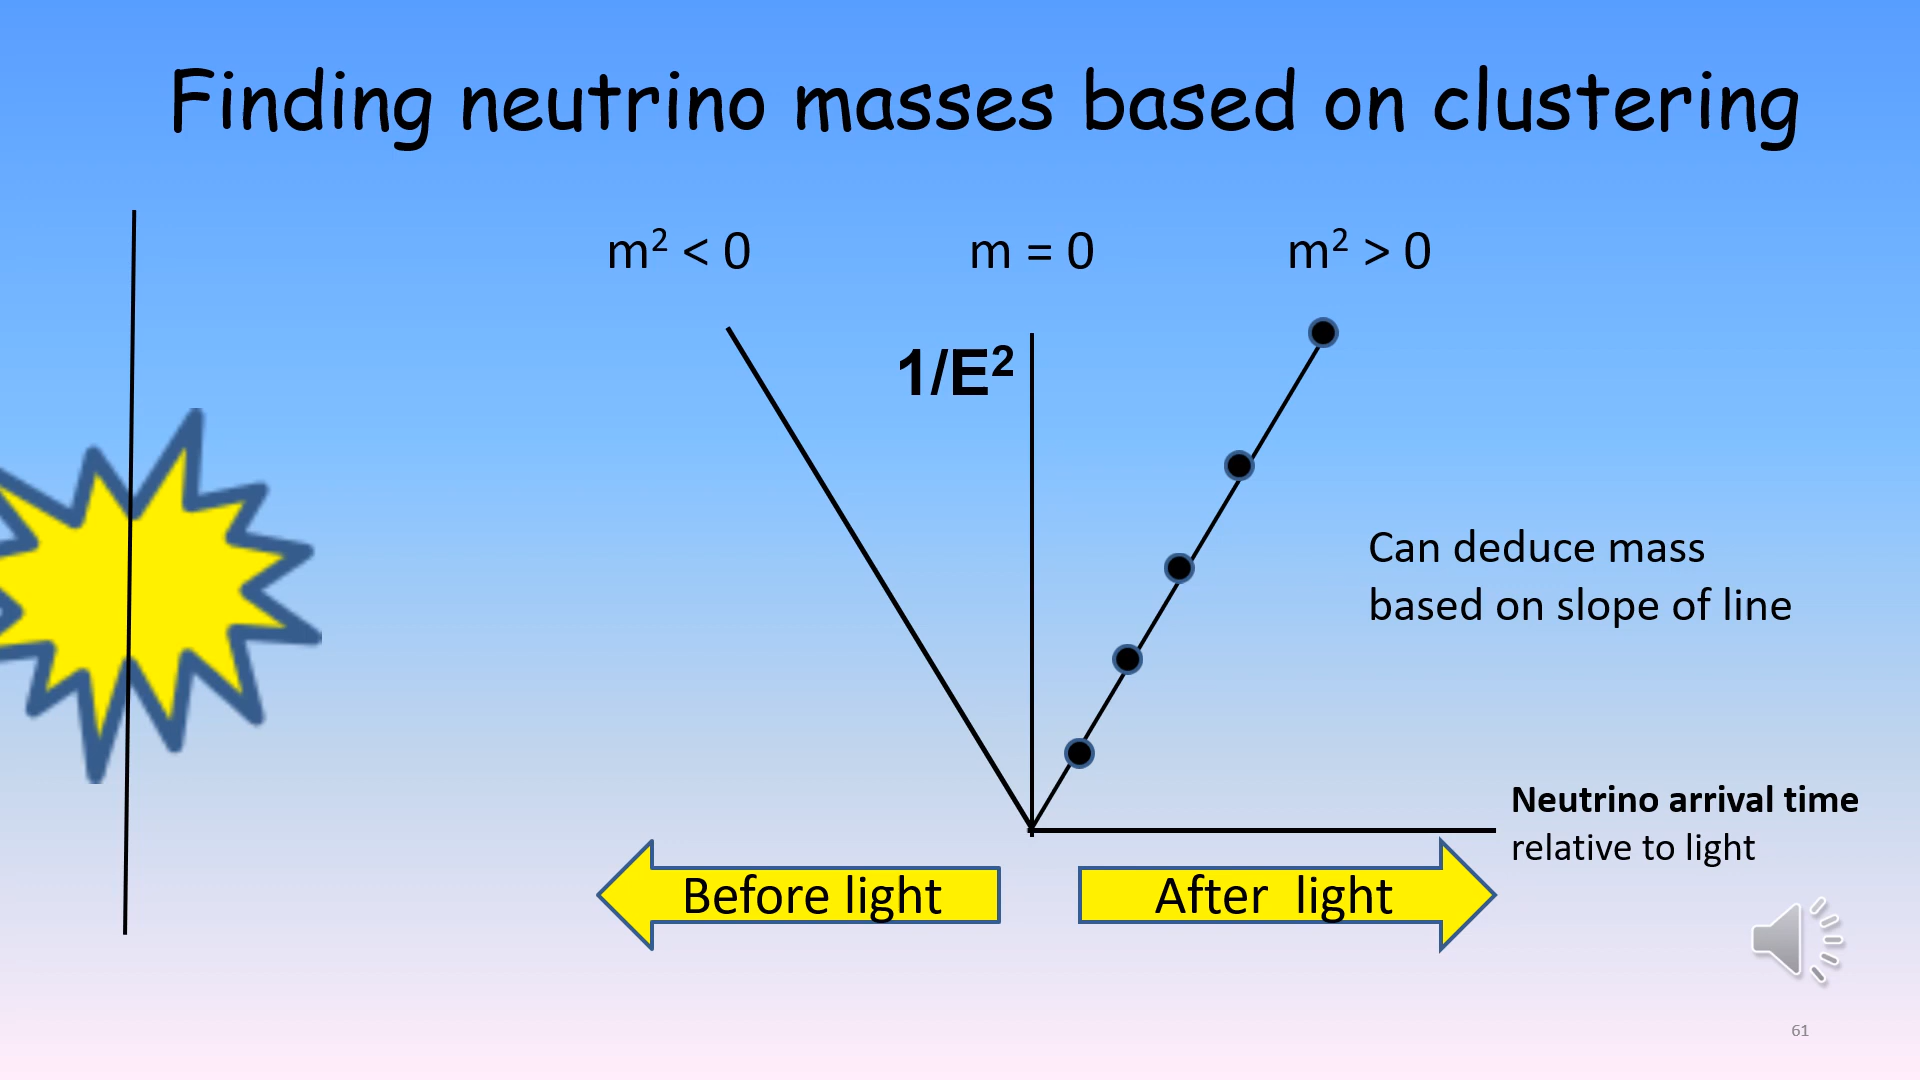 Finding neutrino masses based on clustering
m² < 0
m = 0
m² > 0
1/E²
Can deduce mass
based on slope of line
Neutrino arrival time
relative to light
Before light
After  light
61